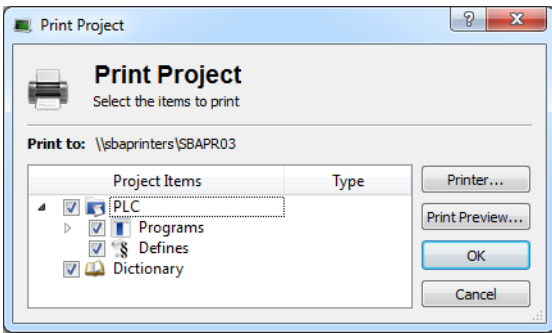 Print Project
Print Project
Select the items to print
Print to: \\sbaprinters\SBAPR03
Project Items Type
Printer...
PLC
Programs
Print Preview...
Defines
OK
Dictionary
Cancel